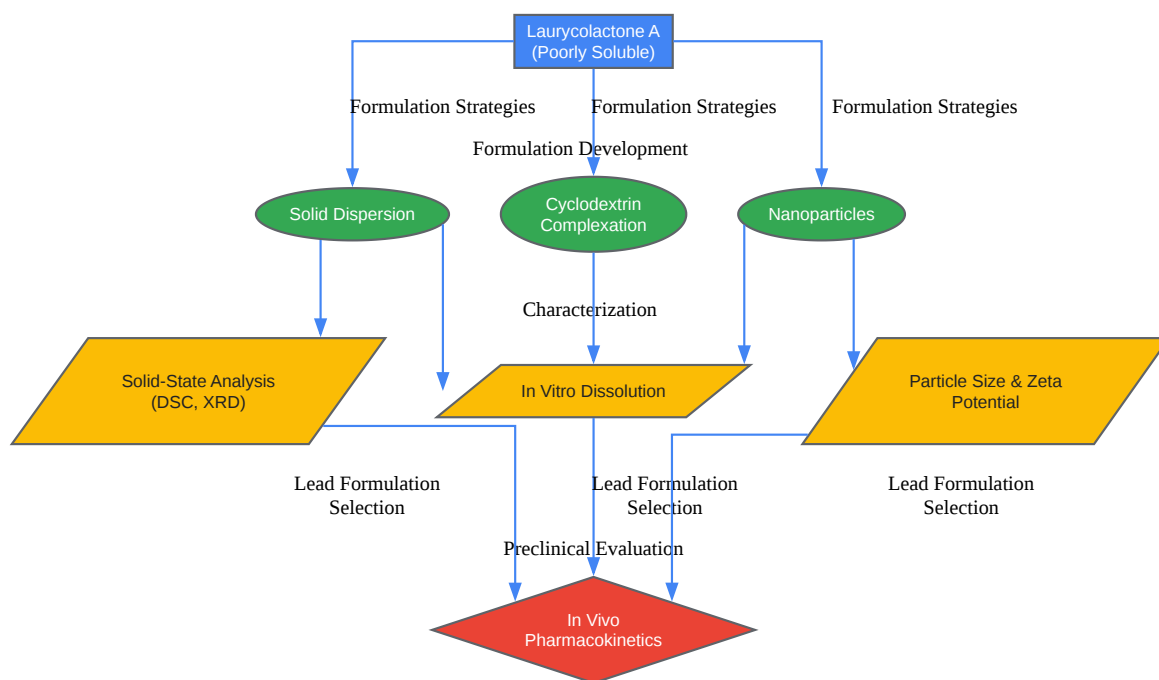 Laurycolactone A
(Poorly Soluble)
Formulation Strategies
Formulation Strategies
Formulation Strategies
Formulation Development
Solid Dispersion
Cyclodextrin
Complexation
Nanoparticles
Characterization
Solid-State Analysis
(DSC, XRD)
In Vitro Dissolution
Particle Size & Zeta
Potential
Lead Formulation
Selection
Lead Formulation
Selection
Lead Formulation
Selection
Preclinical Evaluation
In Vivo
Pharmacokinetics